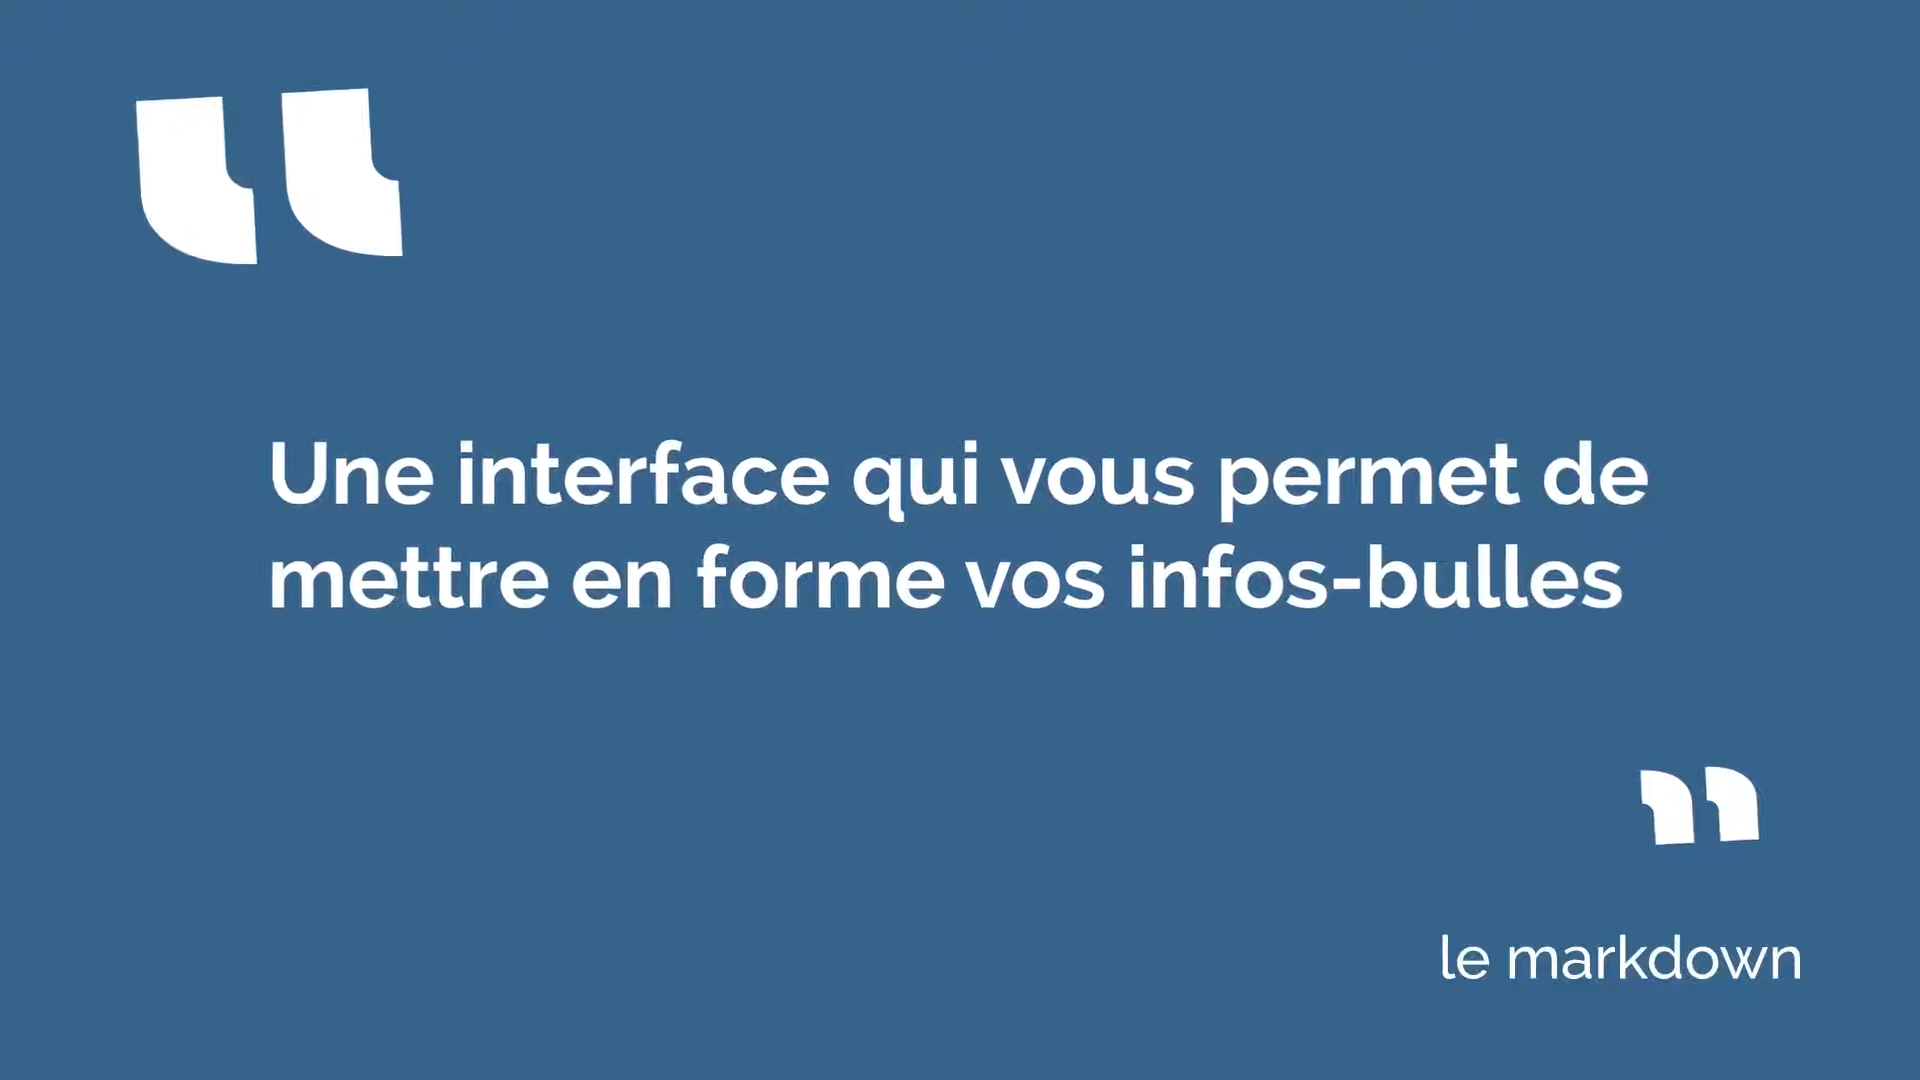 Une interface qui vous permet de
mettre en forme vos infos-bulles
le markdown